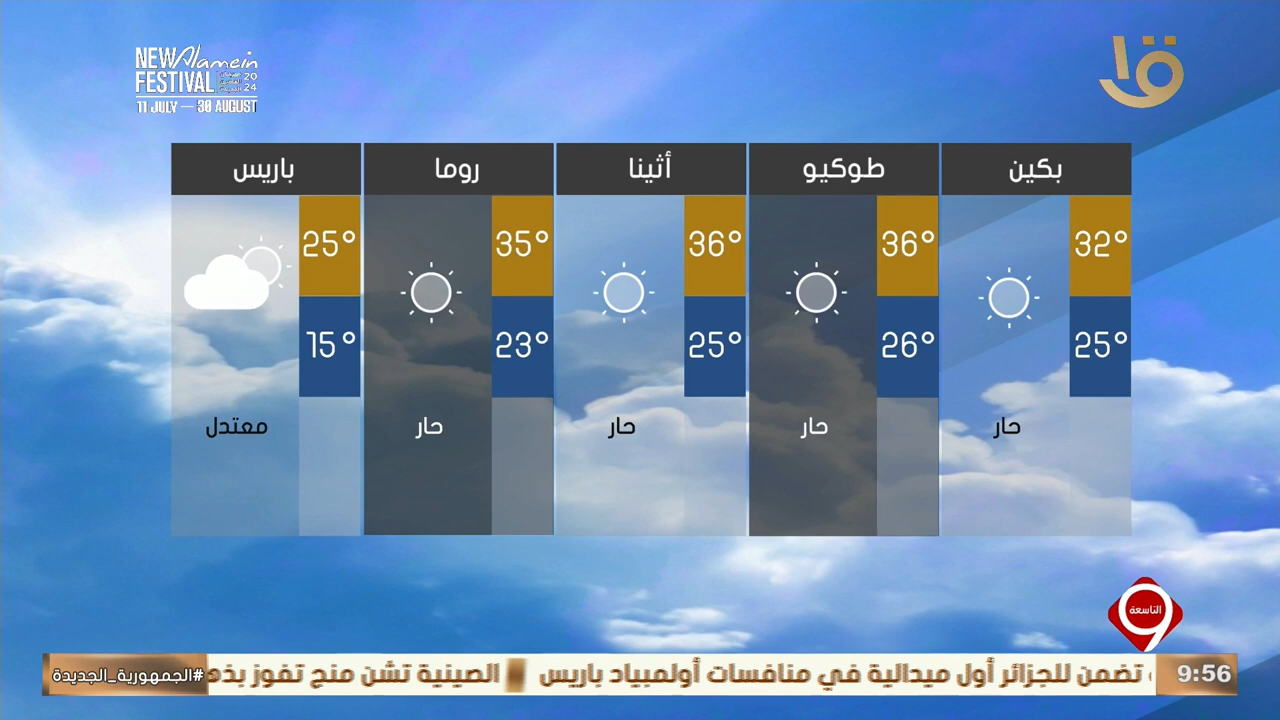 NEW Alamein
FESTIVAL 20 24
11 JULY — 30 AUGUST
بكين
32°
25°
حار
طوكيو
36°
26°
حار
أثينا
36°
25°
حار
روما
35°
23°
حار
باريس
25°
15°
معتدل
التاسعة
9
9:56
تضمن للجزائر أول ميدالية في منافسات أولمبياد باريس
الصينية تشن منج تفوز بذه
#الجمهورية_الجديدة